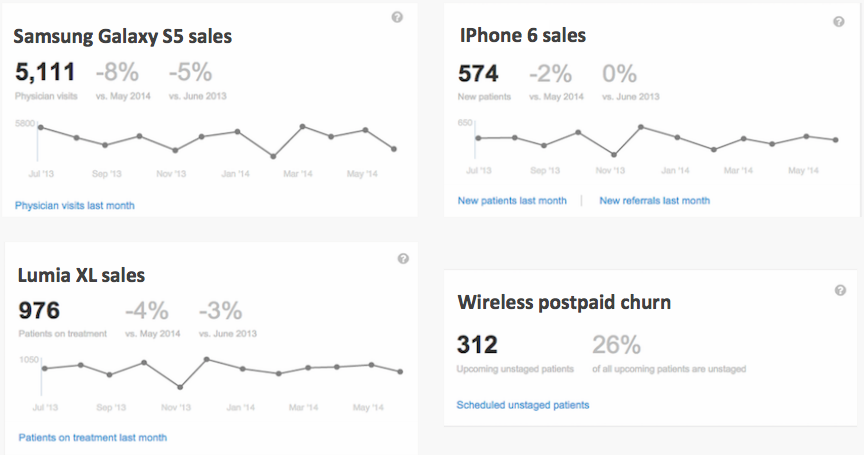 Samsung Galaxy S5 sales
?
5,111 -8% -5%
Physician visits vs. May 2014 vs. June 2013
5800
Jul '13 Sep '13 Nov '13 Jan '14 Mar '14 May '14
Physician visits last month
IPhone 6 sales
?
574 -2% 0%
New patients vs. May 2014 vs. June 2013
650
Jul '13 Sep '13 Nov '13 Jan '14 Mar '14 May '14
New patients last month | New referrals last month
Lumia XL sales
?
976 -4% -3%
Patients on treatment vs. May 2014 vs. June 2013
1050
Jul '13 Sep '13 Nov '13 Jan '14 Mar '14 May '14
Patients on treatment last month
Wireless postpaid churn
?
312 26%
Upcoming unstaged patients of all upcoming patients are unstaged
Scheduled unstaged patients